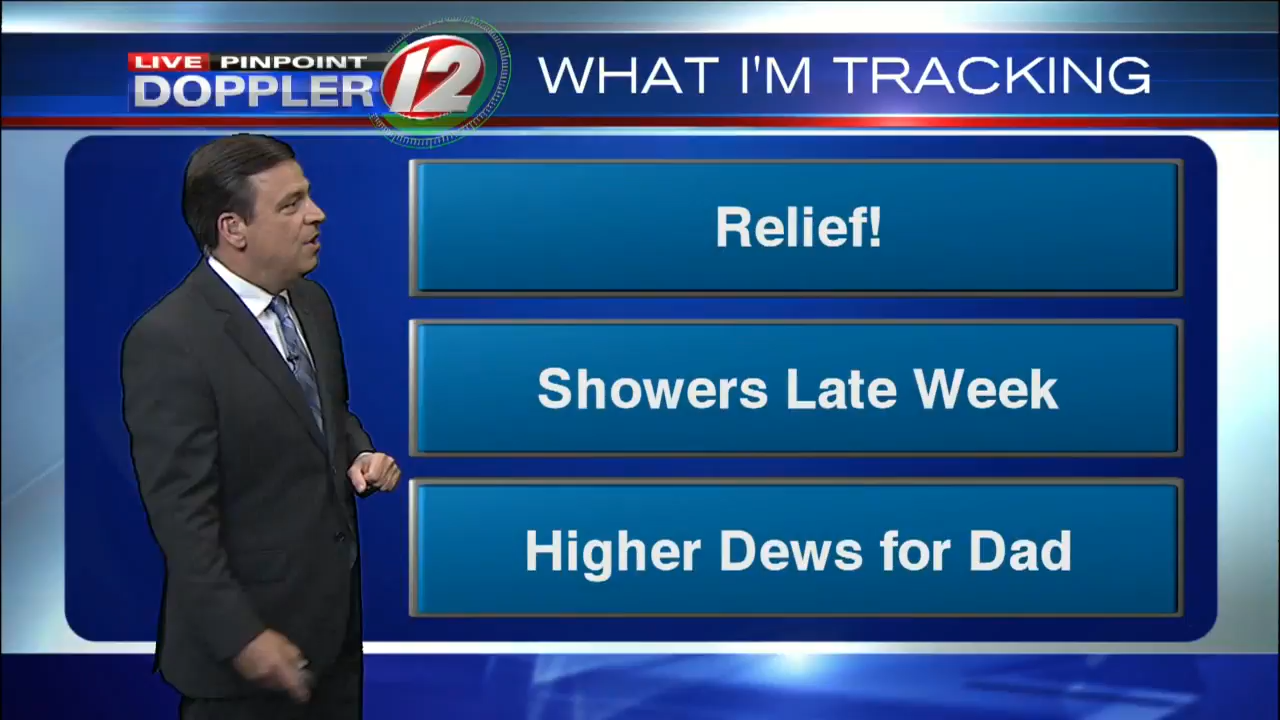 LIVE PINPOINT
DOPPLER 12
WHAT I'M TRACKING
Relief!
Showers Late Week
Higher Dews for Dad